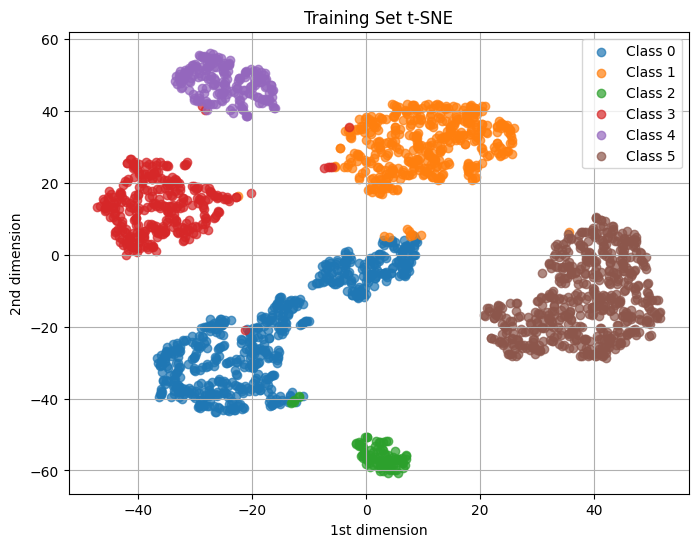 Training Set t-SNE
60
40
20
0
−20
−40
−60
2nd dimension
−40
−20
0
20
40
1st dimension
Class 0
Class 1
Class 2
Class 3
Class 4
Class 5